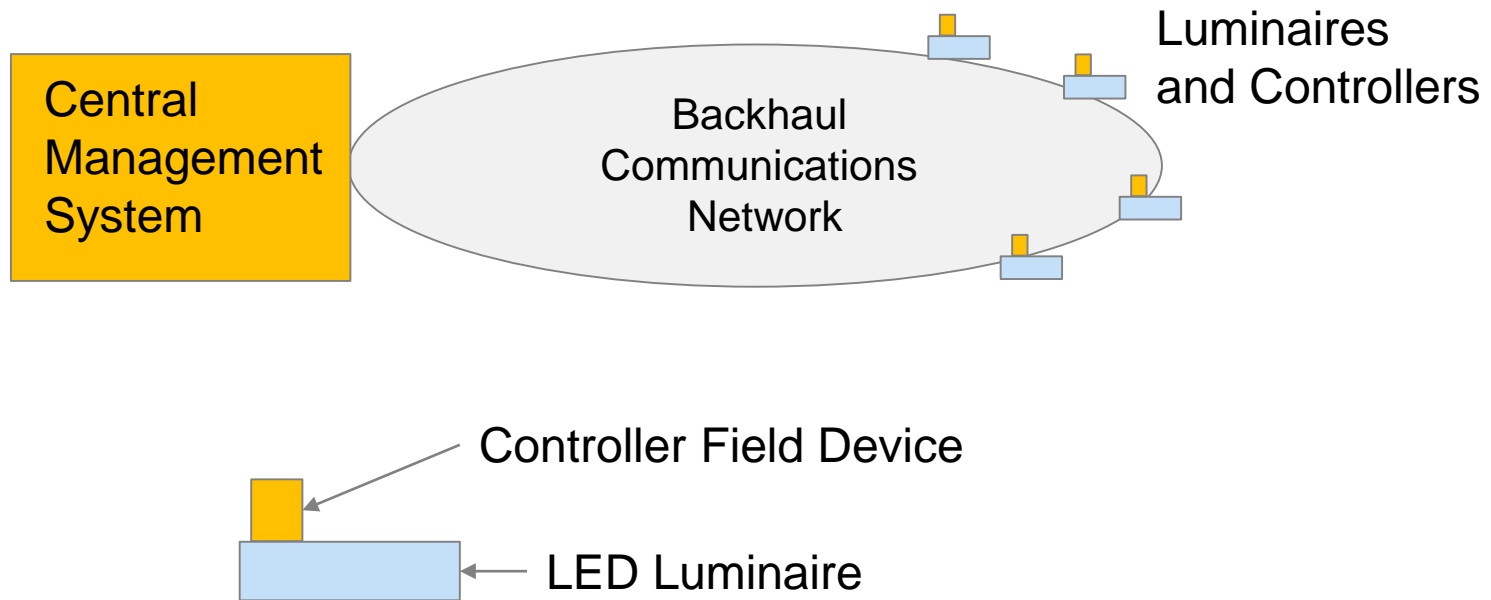 Central
Management
System
Backhaul
Communications
Network
Luminaires
and Controllers
Controller Field Device
LED Luminaire